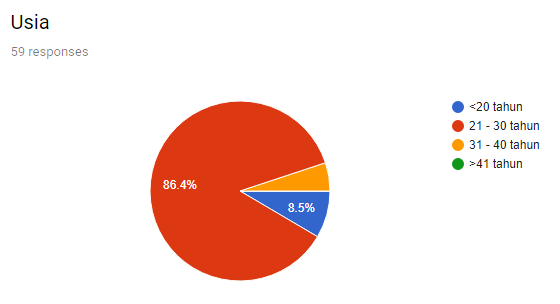 Usia
59 responses
<20 tahun
21 - 30 tahun
31 - 40 tahun
>41 tahun
86.4%
8.5%